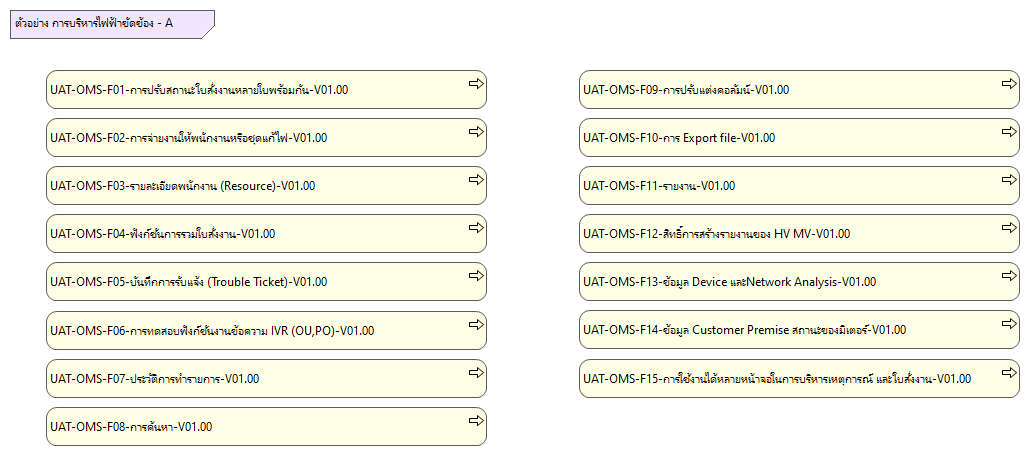 ตัวอย่าง การบริหารไฟฟ้าขัดข้อง - A
UAT-OMS-F01-การปรับสถานะใบสั่งงานหลายใบพร้อมกัน-V01.00
UAT-OMS-F02-การจ่ายงานให้พนักงานหรือชุดแก้ไฟ-V01.00
UAT-OMS-F03-รายละเอียดพนักงาน (Resource)-V01.00
UAT-OMS-F04-ฟังก์ชันการรวมใบสั่งงาน-V01.00
UAT-OMS-F05-บันทึกการรับแจ้ง (Trouble Ticket)-V01.00
UAT-OMS-F06-การทดสอบฟังก์ชันงานข้อความ IVR (OU,PO)-V01.00
UAT-OMS-F07-ประวัติการทำรายการ-V01.00
UAT-OMS-F08-การค้นหา-V01.00
UAT-OMS-F09-การปรับแต่งคอลัมน์-V01.00
UAT-OMS-F10-การ Export file-V01.00
UAT-OMS-F11-รายงาน-V01.00
UAT-OMS-F12-สิทธิ์การสร้างรายงานของ HV MV-V01.00
UAT-OMS-F13-ข้อมูล Device และNetwork Analysis-V01.00
UAT-OMS-F14-ข้อมูล Customer Premise สถานะของมิเตอร์-V01.00
UAT-OMS-F15-การใช้งานได้หลายหน้าจอในการบริหารเหตุการณ์ และใบสั่งงาน-V01.00